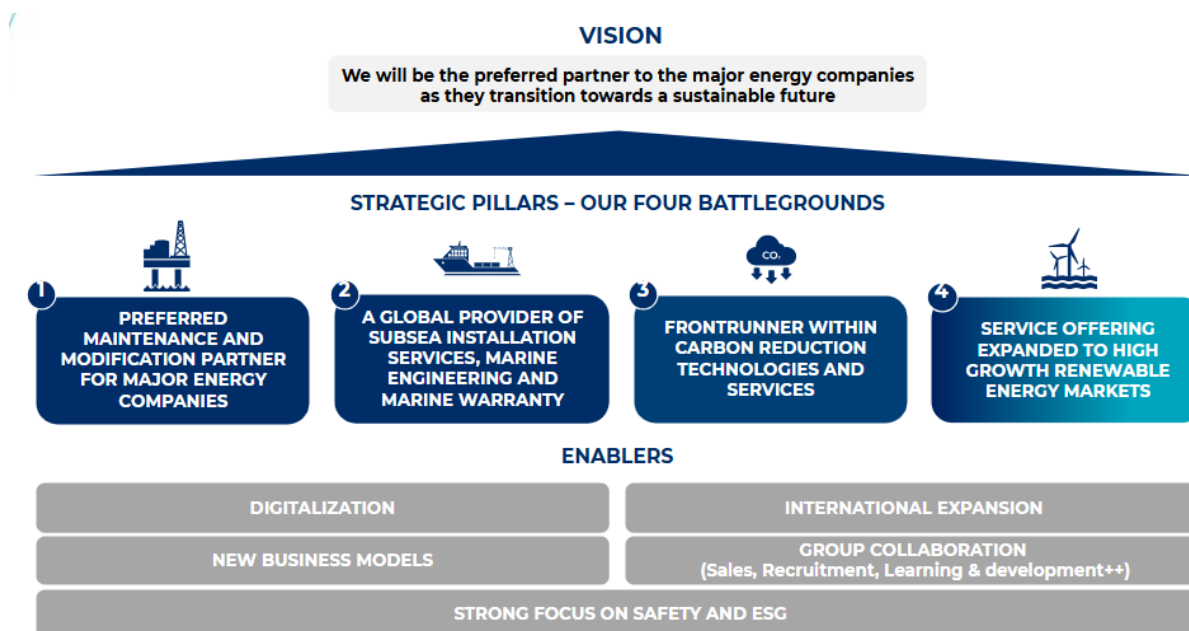 VISION
We will be the preferred partner to the major energy companies
as they transition towards a sustainable future
STRATEGIC PILLARS – OUR FOUR BATTLEGROUNDS
1
PREFERRED
MAINTENANCE AND
MODIFICATION PARTNER
FOR MAJOR ENERGY
COMPANIES
2
A GLOBAL PROVIDER OF
SUBSEA INSTALLATION
SERVICES, MARINE
ENGINEERING AND
MARINE WARRANTY
CO₂
3
FRONTRUNNER WITHIN
CARBON REDUCTION
TECHNOLOGIES AND
SERVICES
4
SERVICE OFFERING
EXPANDED TO HIGH
GROWTH RENEWABLE
ENERGY MARKETS
ENABLERS
DIGITALIZATION
INTERNATIONAL EXPANSION
NEW BUSINESS MODELS
GROUP COLLABORATION
(Sales, Recruitment, Learning & development++)
STRONG FOCUS ON SAFETY AND ESG